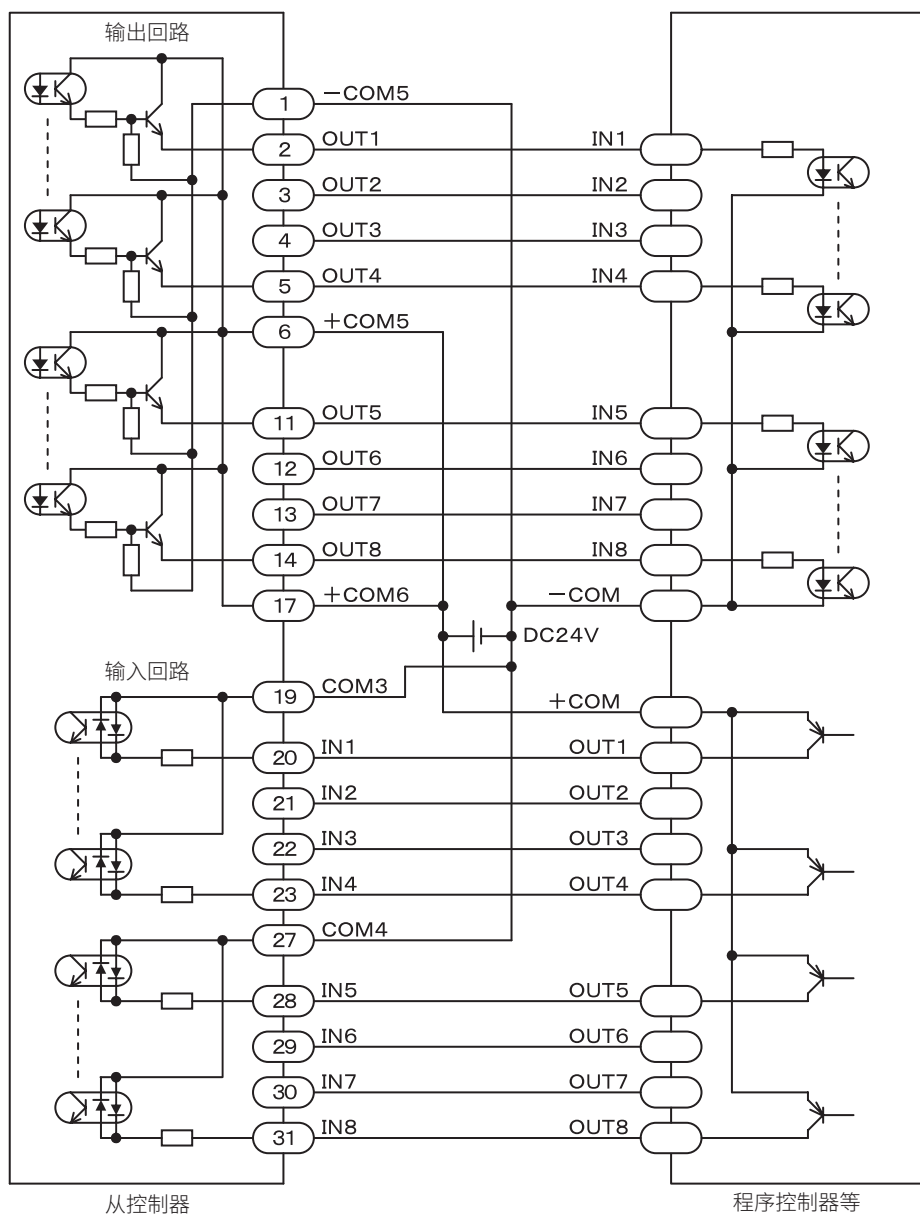 输出回路
1 −COM5
2 OUT1 IN1
3 OUT2 IN2
4 OUT3 IN3
5 OUT4 IN4
6 +COM5
11 OUT5 IN5
12 OUT6 IN6
13 OUT7 IN7
14 OUT8 IN8
17 +COM6 −COM
DC24V
输入回路
19 COM3
+COM
20 IN1 OUT1
21 IN2 OUT2
22 IN3 OUT3
23 IN4 OUT4
27 COM4
28 IN5 OUT5
29 IN6 OUT6
30 IN7 OUT7
31 IN8 OUT8
从控制器 程序控制器等